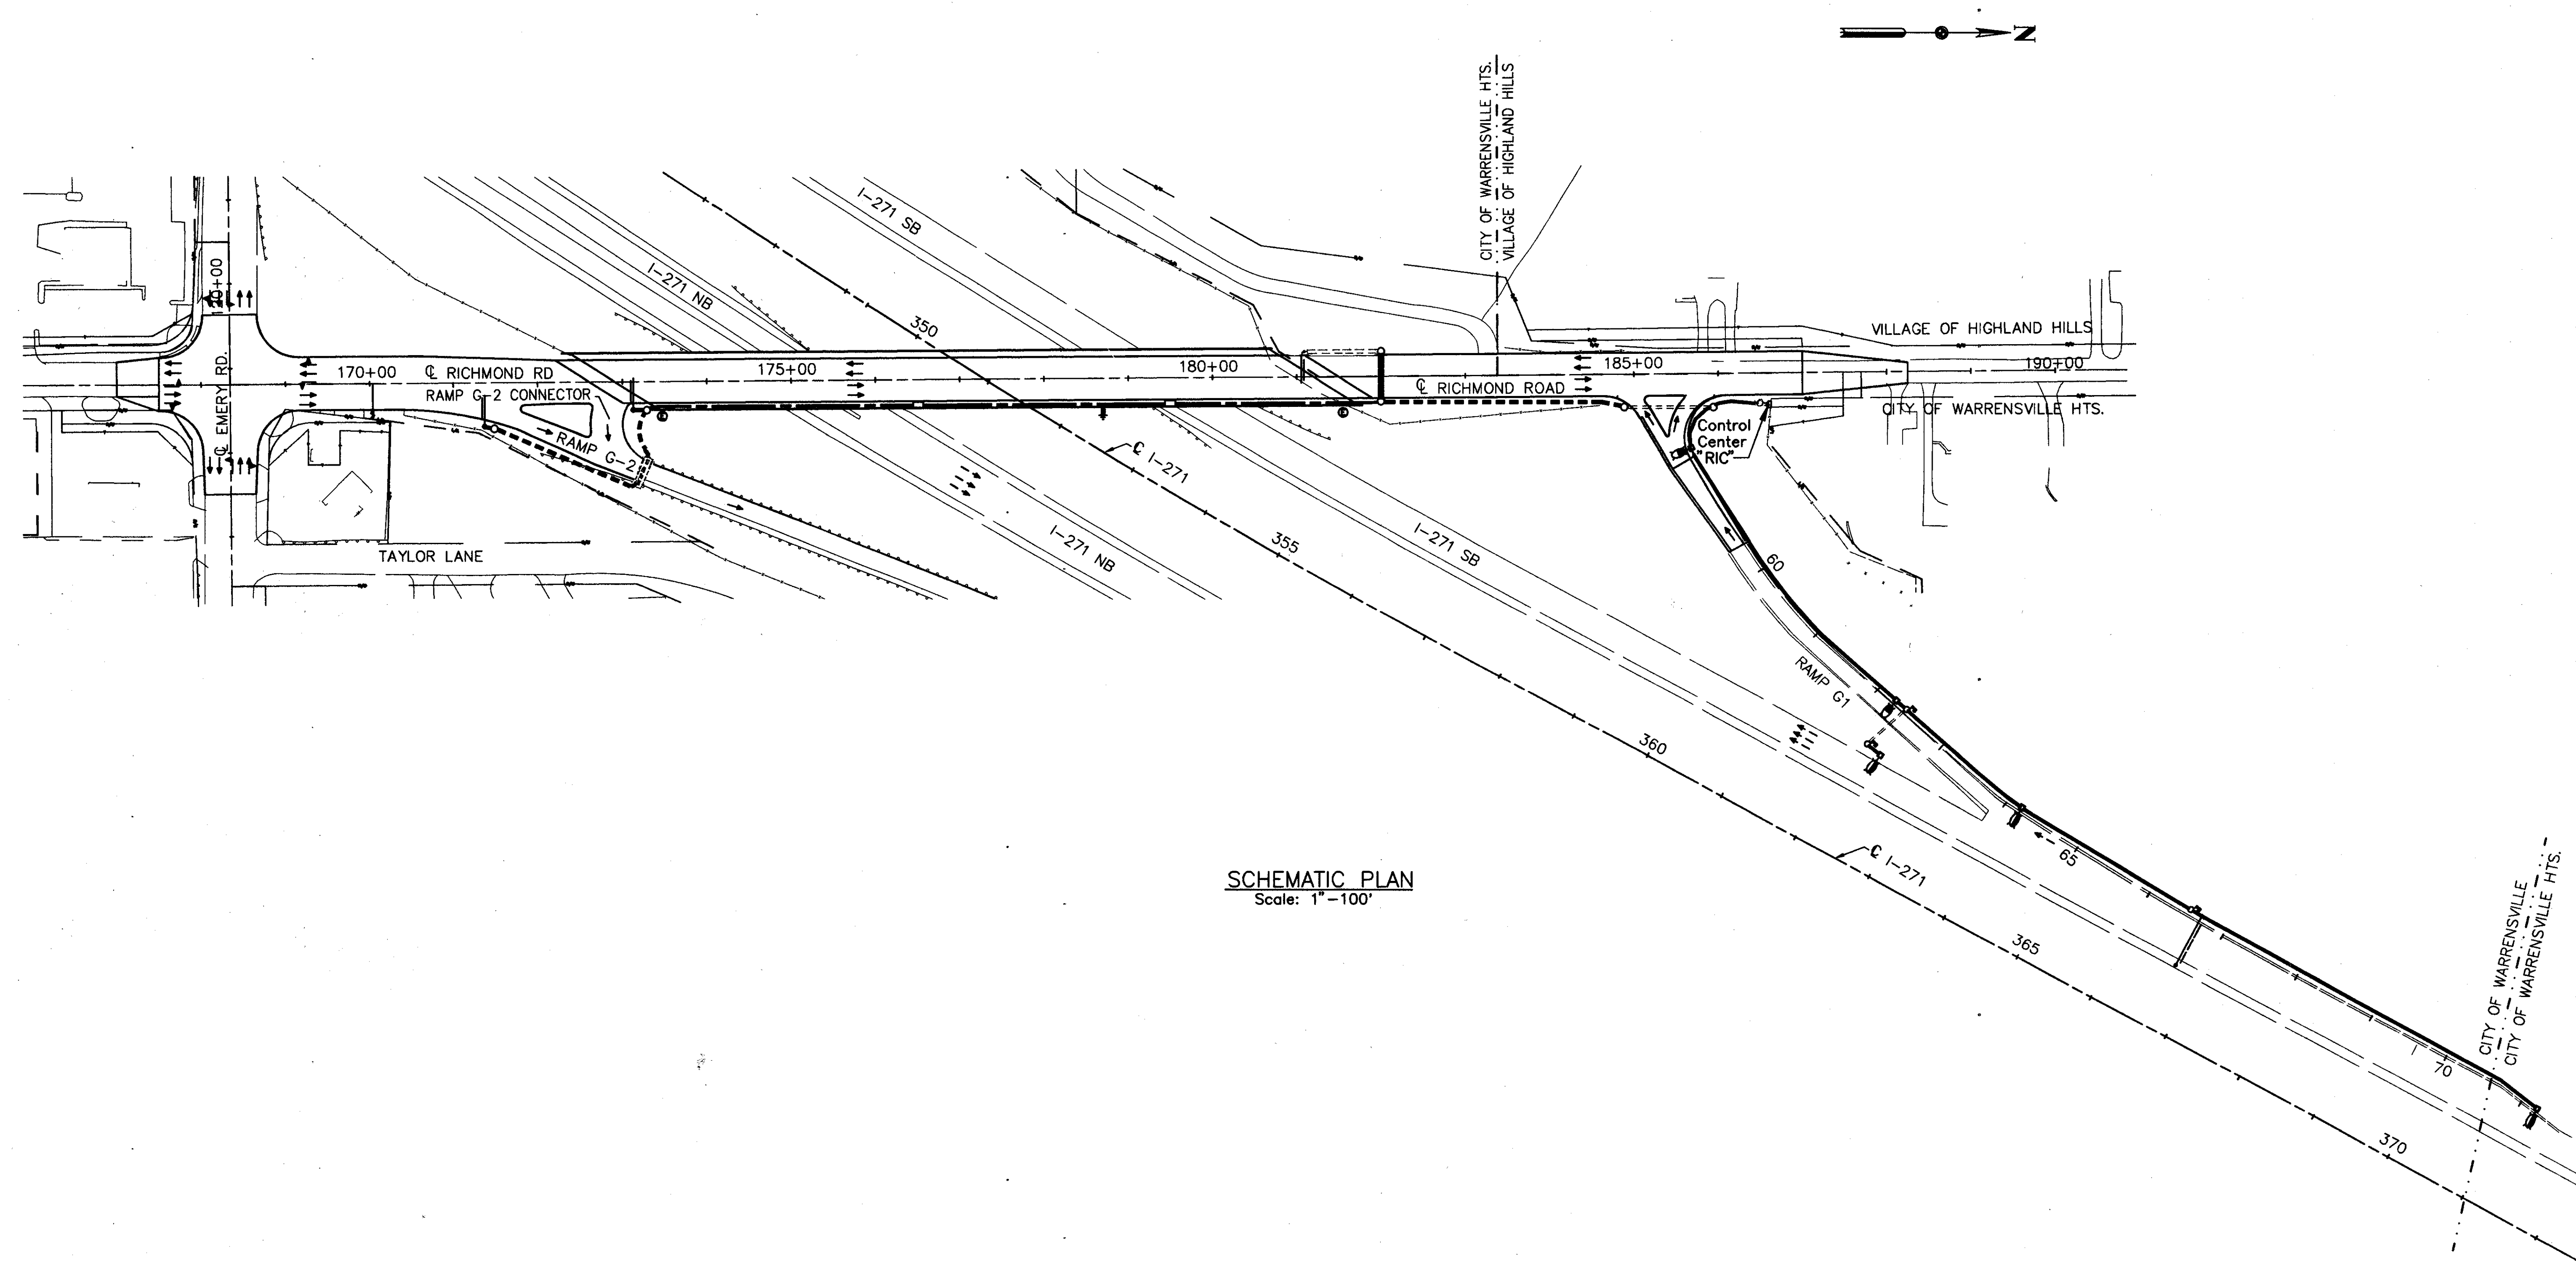 N
CITY OF WARRENSVILLE HTS.
VILLAGE OF HIGHLAND HILLS
I-271 SB
I-271 NB
120+00
350
VILLAGE OF HIGHLAND HILLS
170+00
℄ RICHMOND RD
175+00
180+00
185+00
190+00
RAMP G-2 CONNECTOR
℄ RICHMOND ROAD
CITY OF WARRENSVILLE HTS.
℄ EMERY RD.
RAMP G-2
Control
Center
"RIC"
℄ I-271
I-271 NB
355
I-271 SB
TAYLOR LANE
60
RAMP G1
360
65
℄ I-271
SCHEMATIC PLAN
Scale: 1"-100'
365
CITY OF WARRENSVILLE
CITY OF WARRENSVILLE HTS.
70
370